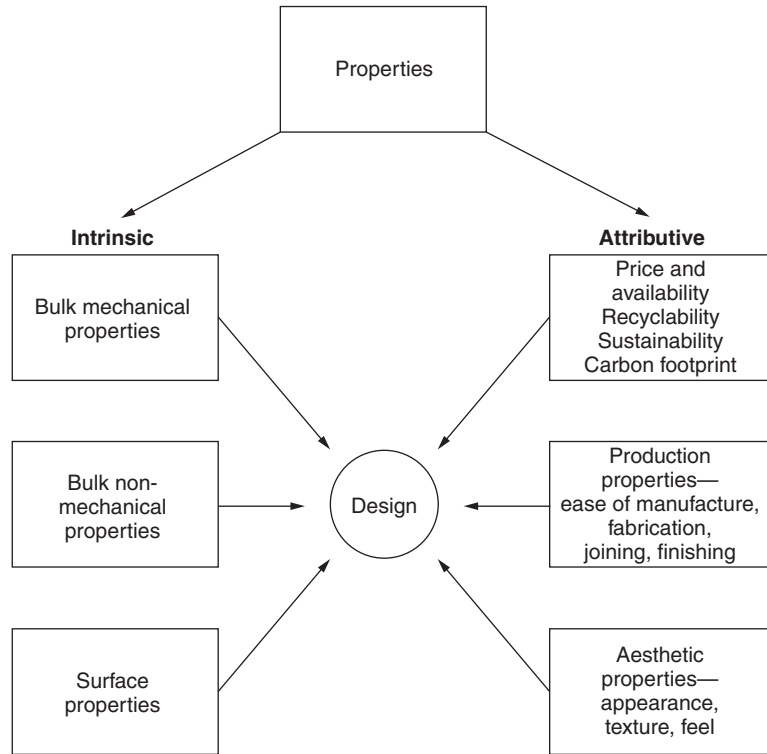 Properties
Intrinsic
Attributive
Bulk mechanical
properties
Price and
availability
Recyclability
Sustainability
Carbon footprint
Bulk non-
mechanical
properties
Design
Production
properties—
ease of manufacture,
fabrication,
joining, finishing
Surface
properties
Aesthetic
properties—
appearance,
texture, feel